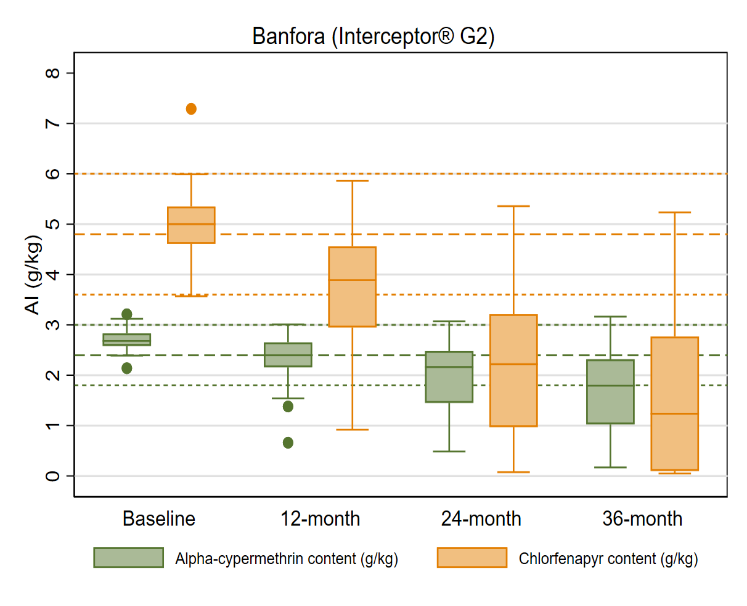 Banfora (Interceptor® G2)
AI (g/kg)
8
7
6
5
4
3
2
1
0
Baseline 12-month 24-month 36-month
Alpha-cypermethrin content (g/kg) Chlorfenapyr content (g/kg)